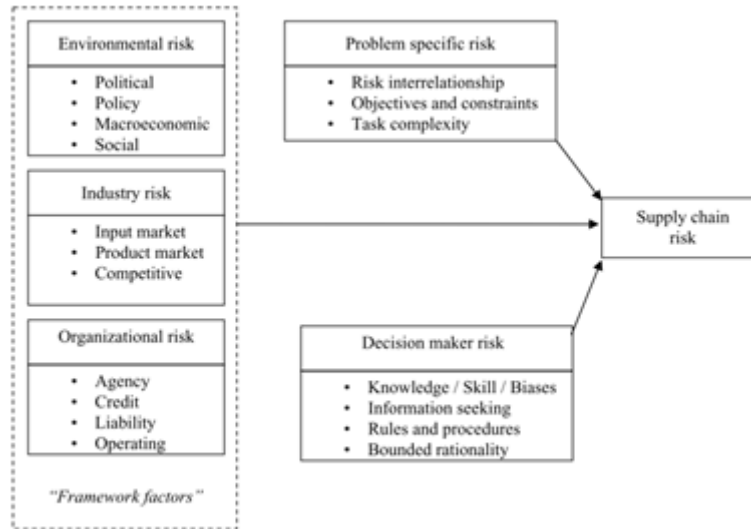 Environmental risk
• Political
• Policy
• Macroeconomic
• Social
Industry risk
• Input market
• Product market
• Competitive
Organizational risk
• Agency
• Credit
• Liability
• Operating
“Framework factors”
Problem specific risk
• Risk interrelationship
• Objectives and constraints
• Task complexity
Decision maker risk
• Knowledge / Skill / Biases
• Information seeking
• Rules and procedures
• Bounded rationality
Supply chain
risk